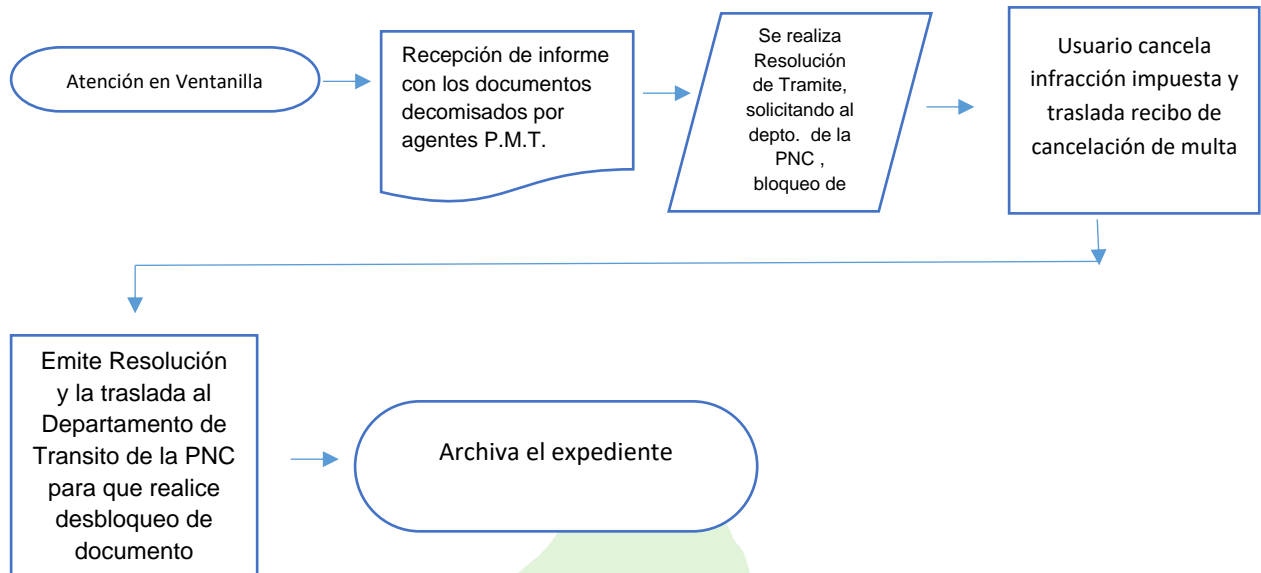 Atención en Ventanilla
Recepción de informe
con los documentos
decomisados por
agentes P.M.T.
Se realiza
Resolución
de Tramite,
solicitando al
depto. de la
PNC ,
bloqueo de
Usuario cancela
infracción impuesta y
traslada recibo de
cancelación de multa
Emite Resolución
y la traslada al
Departamento de
Transito de la PNC
para que realice
desbloqueo de
documento
Archiva el expediente